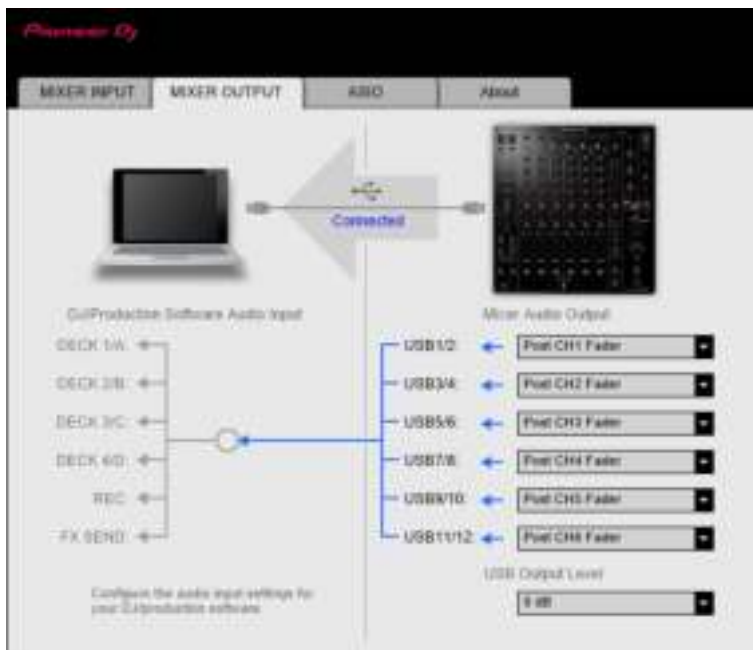 Pioneer Dj
MIXER INPUT
MIXER OUTPUT
ASIO
About
Connected
DJ/Production Software Audio Input
Mixer Audio Output
DECK 1/A:
DECK 2/B:
DECK 3/C:
DECK 4/D:
REC:
FX SEND:
USB1/2: Post CH1 Fader
USB3/4: Post CH2 Fader
USB5/6: Post CH3 Fader
USB7/8: Post CH4 Fader
USB9/10: Post CH5 Fader
USB11/12: Post CH6 Fader
Configure the audio input settings for
your DJ/production software.
USB Output Level